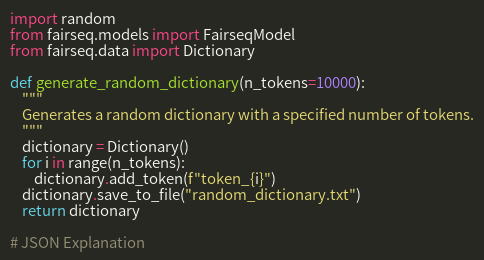 import random
from fairseq.models import FairseqModel
from fairseq.data import Dictionary

def generate_random_dictionary(n_tokens=10000):
    """
    Generates a random dictionary with a specified number of tokens.
    """
    dictionary = Dictionary()
    for i in range(n_tokens):
        dictionary.add_token(f"token_{i}")
    dictionary.save_to_file("random_dictionary.txt")
    return dictionary

# JSON Explanation